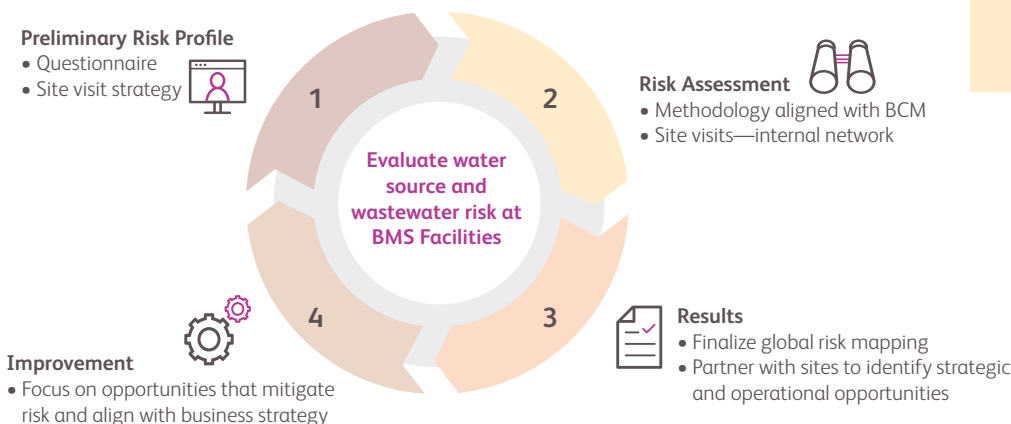 Preliminary Risk Profile
• Questionnaire
• Site visit strategy
1
2
Risk Assessment
• Methodology aligned with BCM
• Site visits—internal network
Evaluate water
source and
wastewater risk at
BMS Facilities
3
Results
• Finalize global risk mapping
• Partner with sites to identify strategic
and operational opportunities
4
Improvement
• Focus on opportunities that mitigate
risk and align with business strategy